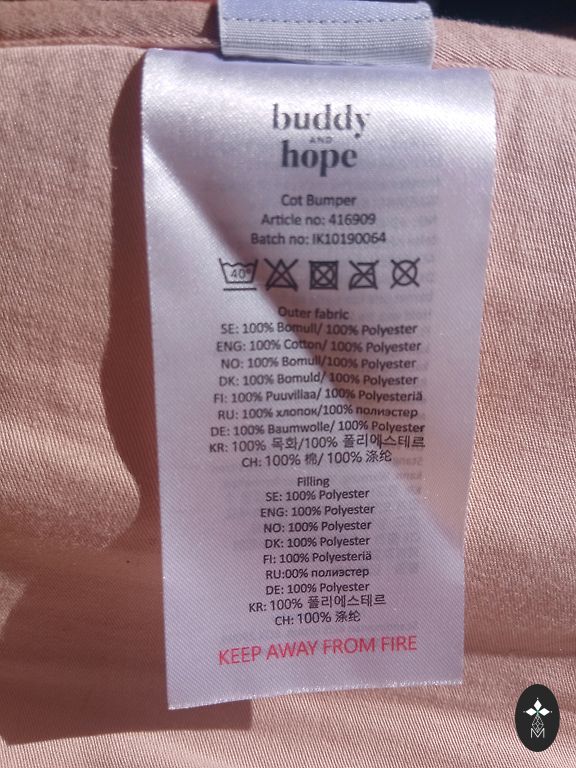 buddy
AND
hope
Cot Bumper
Article no: 416909
Batch no: IK10190064
40°
Outer fabric
SE: 100% Bomull/ 100% Polyester
ENG: 100% Cotton/ 100% Polyester
NO: 100% Bomull/100% Polyester
DK: 100% Bomuld/ 100% Polyester
FI: 100% Puuvillaa/ 100% Polyesteriä
RU: 100% хлопок/100% полиэстер
DE: 100% Baumwolle/ 100% Polyester
KR: 100% 목화/100% 폴리에스테르
CH: 100% 棉/ 100% 涤纶
Filling
SE: 100% Polyester
ENG: 100% Polyester
NO: 100% Polyester
DK: 100% Polyester
FI: 100% Polyesteriä
RU:00% полиэстер
DE: 100% Polyester
KR: 100% 폴리에스테르
CH: 100% 涤纶
KEEP AWAY FROM FIRE
M